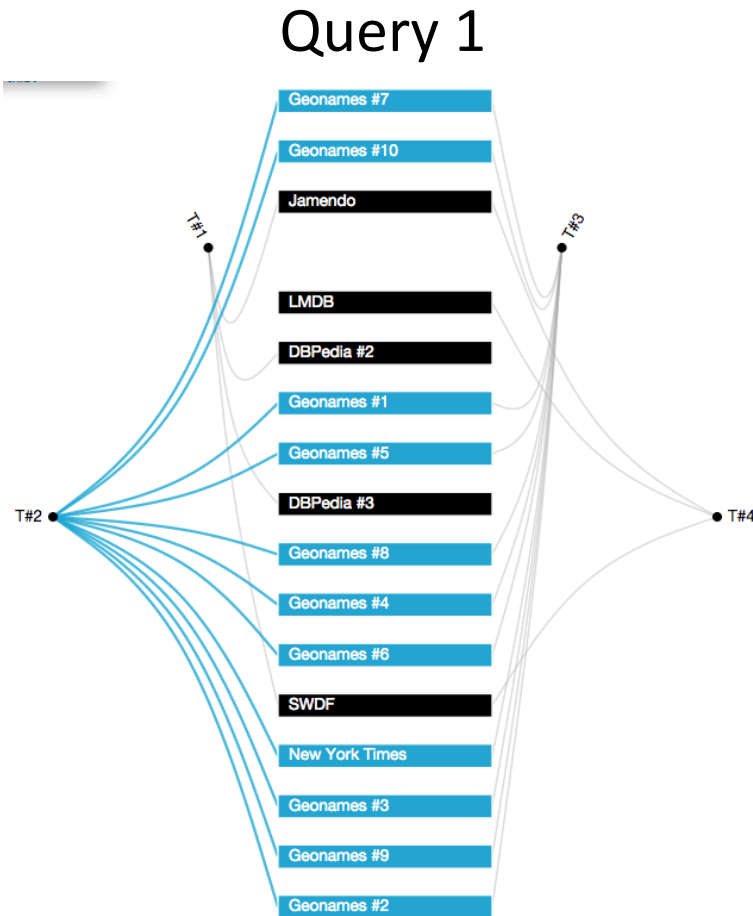 Query 1
Geonames #7
Geonames #10
Jamendo
T#1
T#3
LMDB
DBPedia #2
Geonames #1
Geonames #5
DBPedia #3
T#2
T#4
Geonames #8
Geonames #4
Geonames #6
SWDF
New York Times
Geonames #3
Geonames #9
Geonames #2